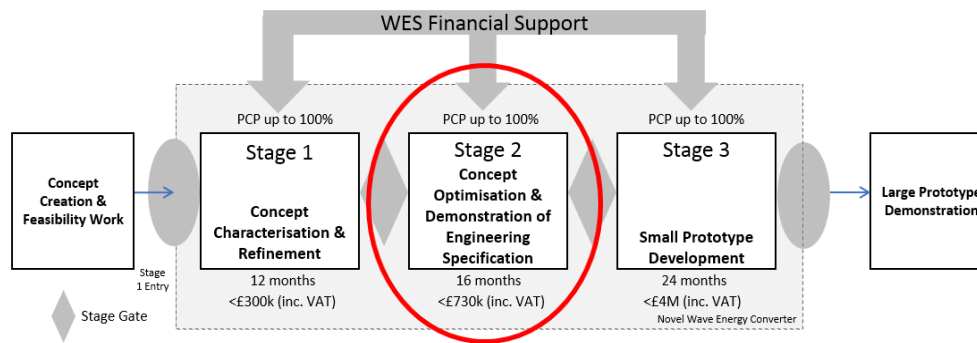 WES Financial Support
PCP up to 100%
PCP up to 100%
PCP up to 100%
Concept
Creation &
Feasibility Work
Stage 1
Concept
Characterisation &
Refinement
Stage 2
Concept
Optimisation &
Demonstration of
Engineering
Specification
Stage 3
Small Prototype
Development
Large Prototype
Demonstration
Stage
1 Entry
12 months
<£300k (inc. VAT)
16 months
<£730k (inc. VAT)
24 months
<£4M (inc. VAT)
Novel Wave Energy Converter
Stage Gate